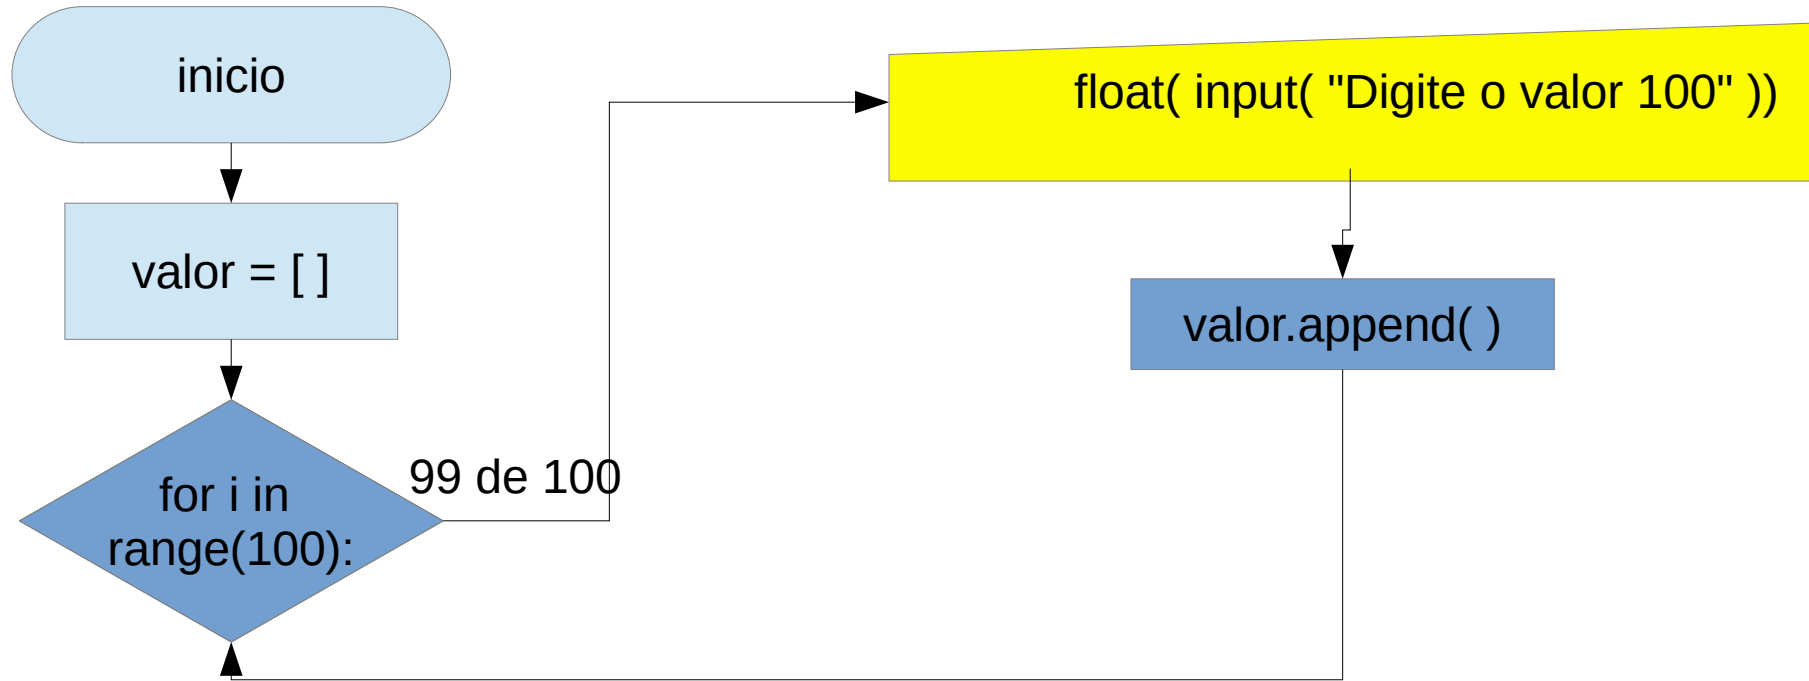 inicio
valor = [ ]
for i in
range(100):
99 de 100
float( input( "Digite o valor 100" ))
valor.append( )